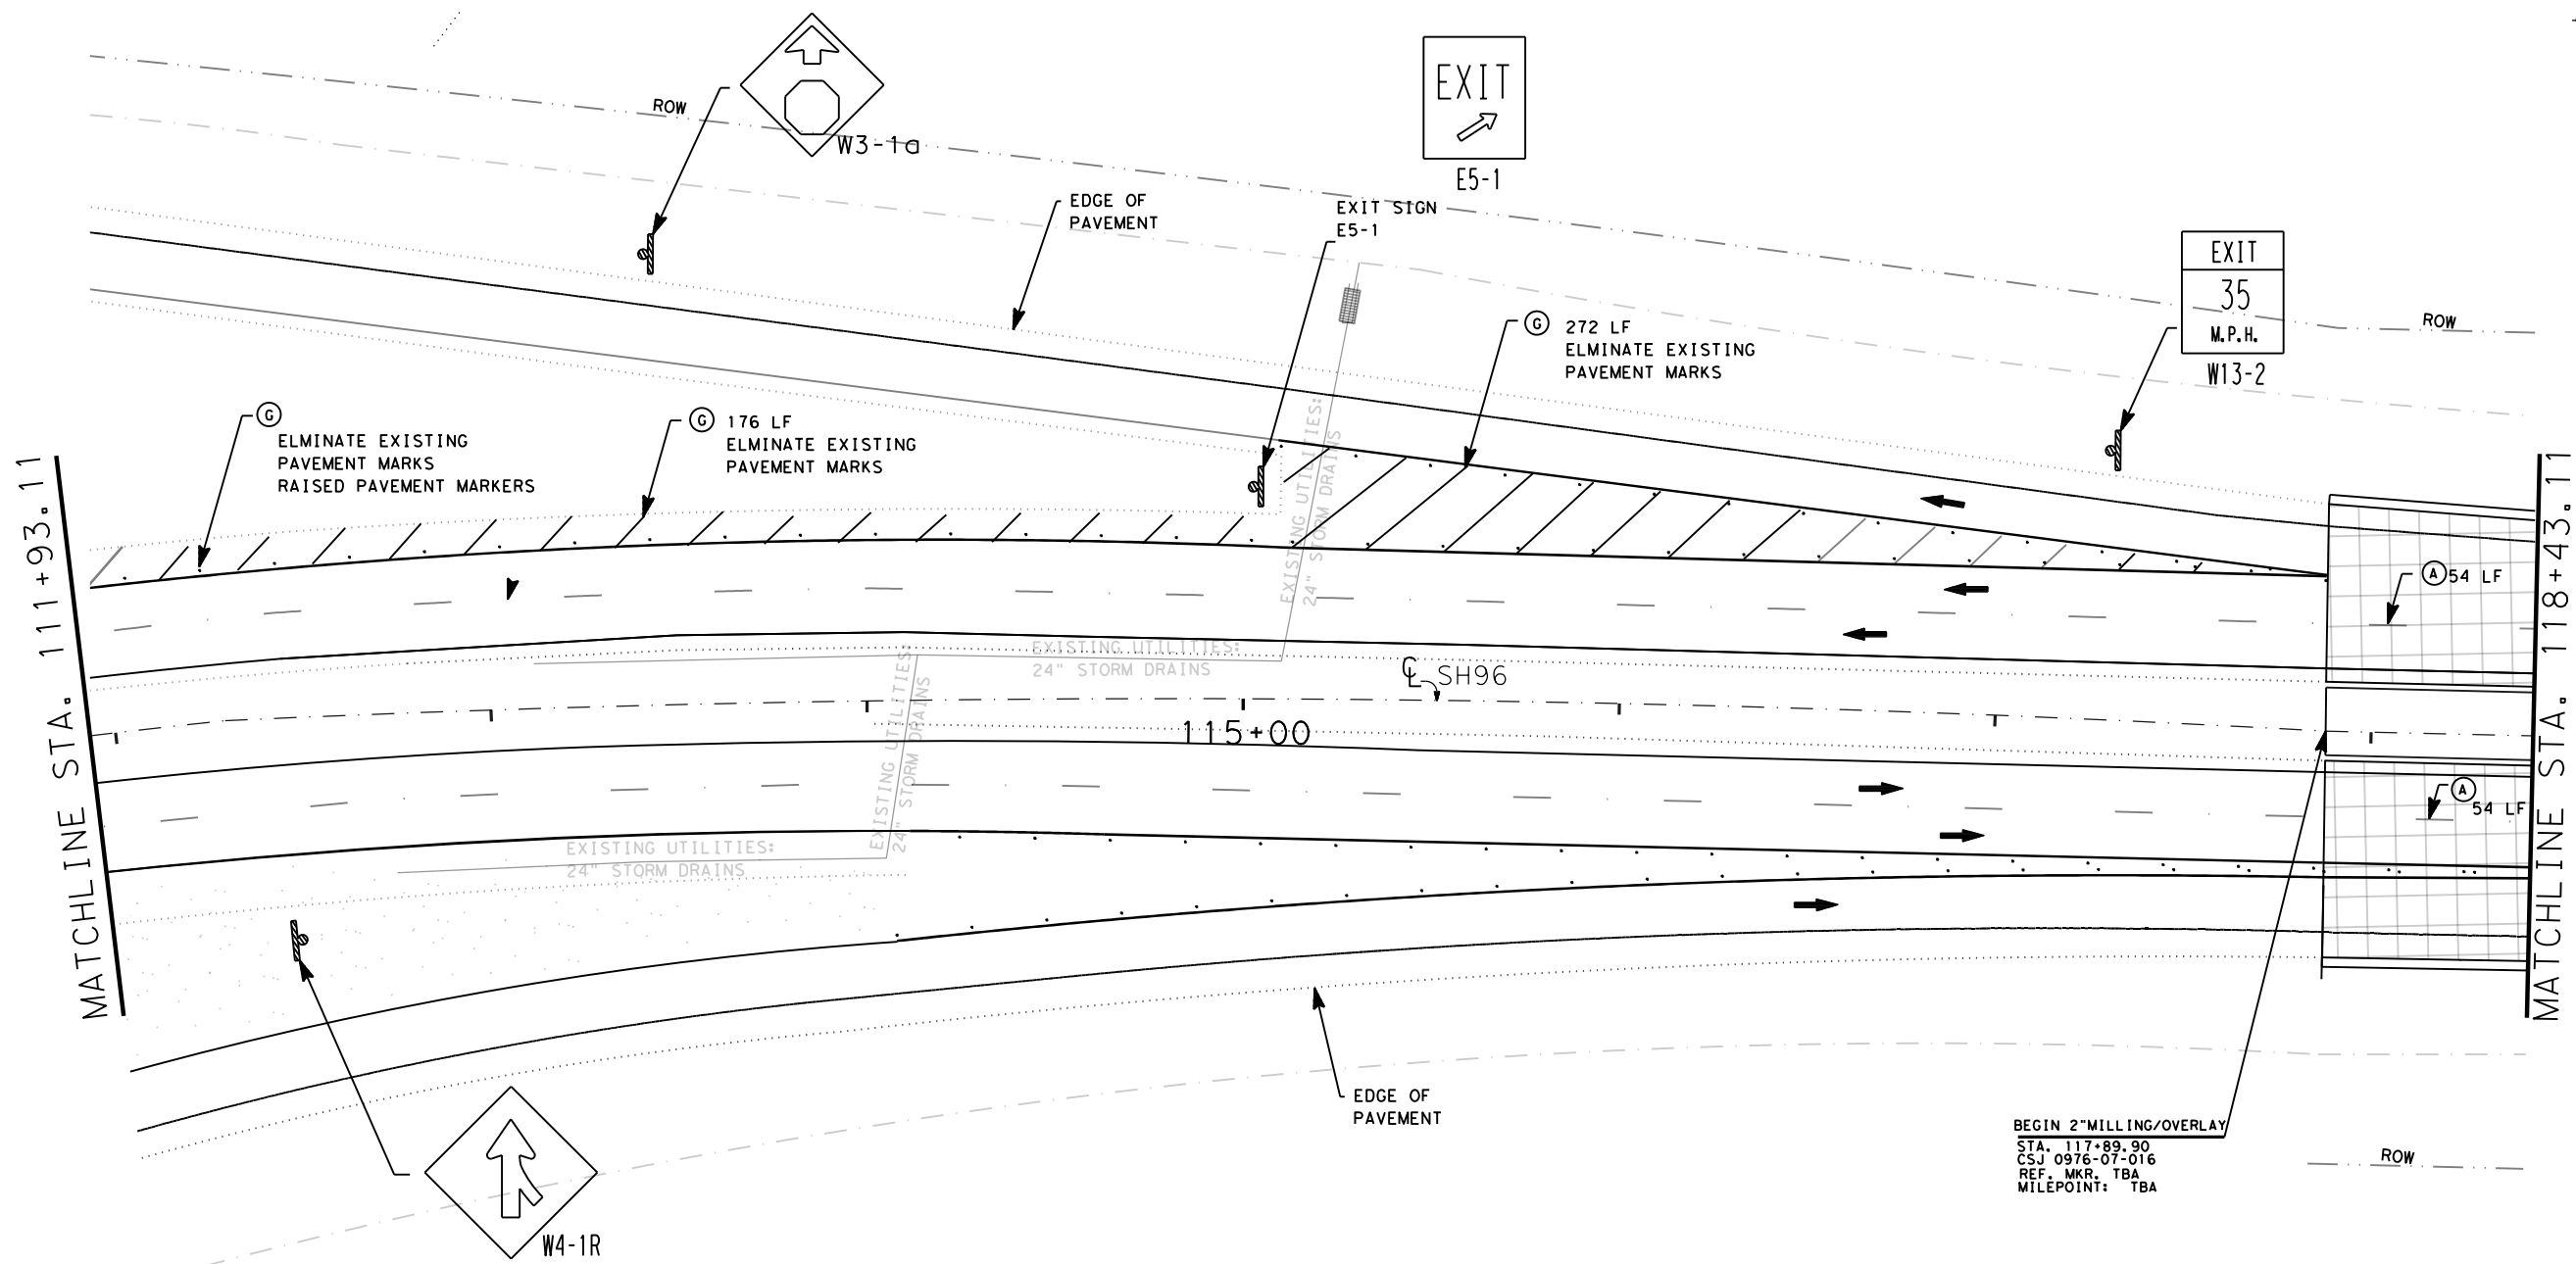 W3-1a
ROW
EXIT
E5-1
EDGE OF
PAVEMENT
EXIT SIGN
E5-1
EXIT
35
M.P.H.
W13-2
ROW
G
272 LF
ELMINATE EXISTING
PAVEMENT MARKS
G
ELMINATE EXISTING
PAVEMENT MARKS
RAISED PAVEMENT MARKERS
G
176 LF
ELMINATE EXISTING
PAVEMENT MARKS
MATCHLINE STA. 111+93.11
EXISTING UTILITIES:
24" STORM DRAINS
A 54 LF
MATCHLINE STA. 118+43.11
EXISTING UTILITIES:
24" STORM DRAINS
CL SH96
115+00
EXISTING UTILITIES:
24" STORM DRAINS
A
54 LF
EXISTING UTILITIES:
24" STORM DRAINS
EDGE OF
PAVEMENT
BEGIN 2"MILLING/OVERLAY
STA. 117+89.90
CSJ 0976-07-016
REF. MKR. TBA
MILEPOINT: TBA
ROW
W4-1R